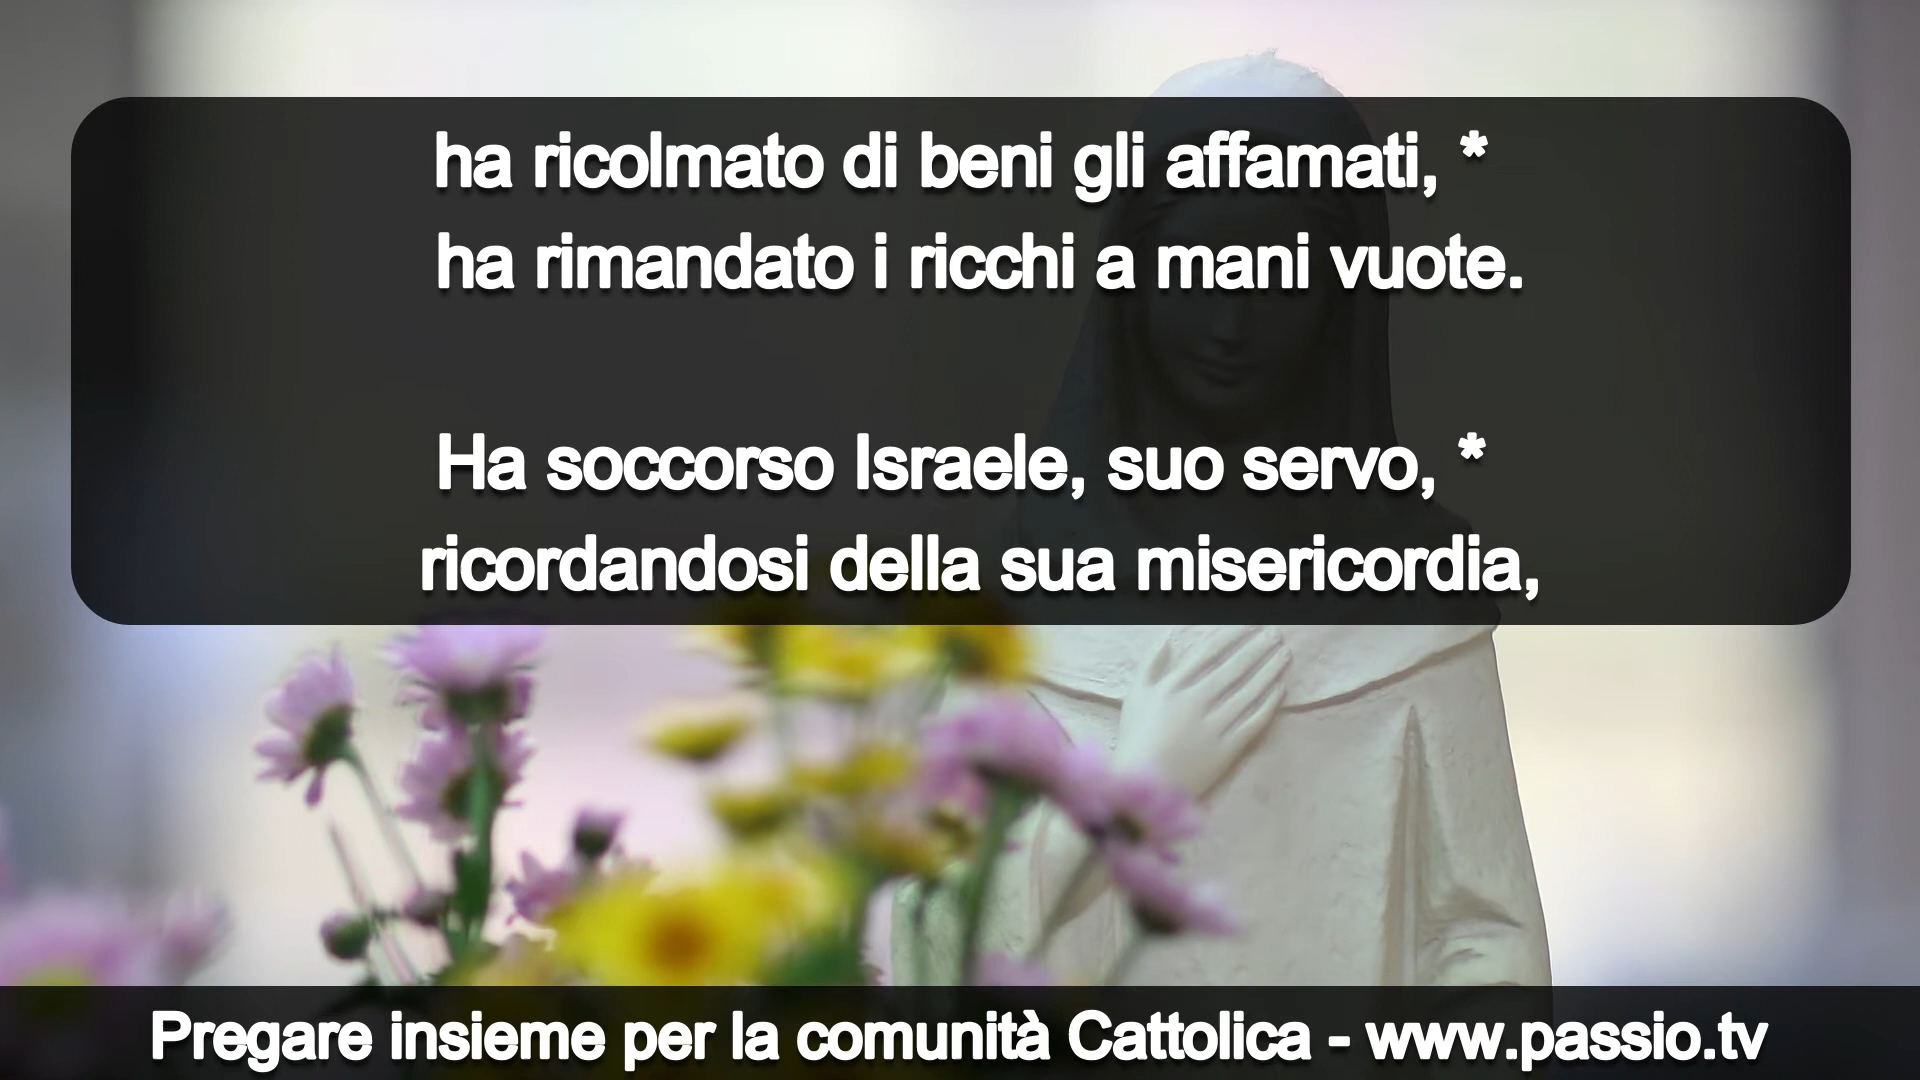 ha ricolmato di beni gli affamati, *
ha rimandato i ricchi a mani vuote.
Ha soccorso Israele, suo servo, *
ricordandosi della sua misericordia,
Pregare insieme per la comunità Cattolica - www.passio.tv